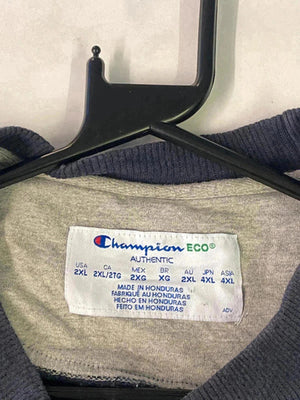 Champion ECO®
AUTHENTIC
USA CA MEX BR AU JPN ASIA
2XL 2XL/2TG 2XG XG 2XL 4XL 4XL
MADE IN HONDURAS
FABRIQUÉ AU HONDURAS
HECHO EN HONDURAS
FEITO EM HONDURAS
ADV